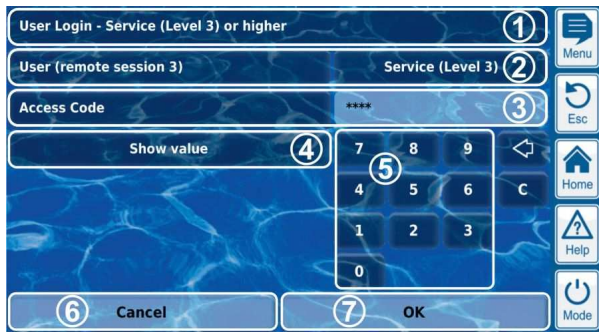 User Login - Service (Level 3) or higher ①
Menu
User (remote session 3) Service (Level 3) ②
Access Code **** ③
Esc
Show value ④ 7 8 9
⑤
Home
4 5 6 C
1 2 3
Help
0
⑥ Cancel ⑦ OK
Mode